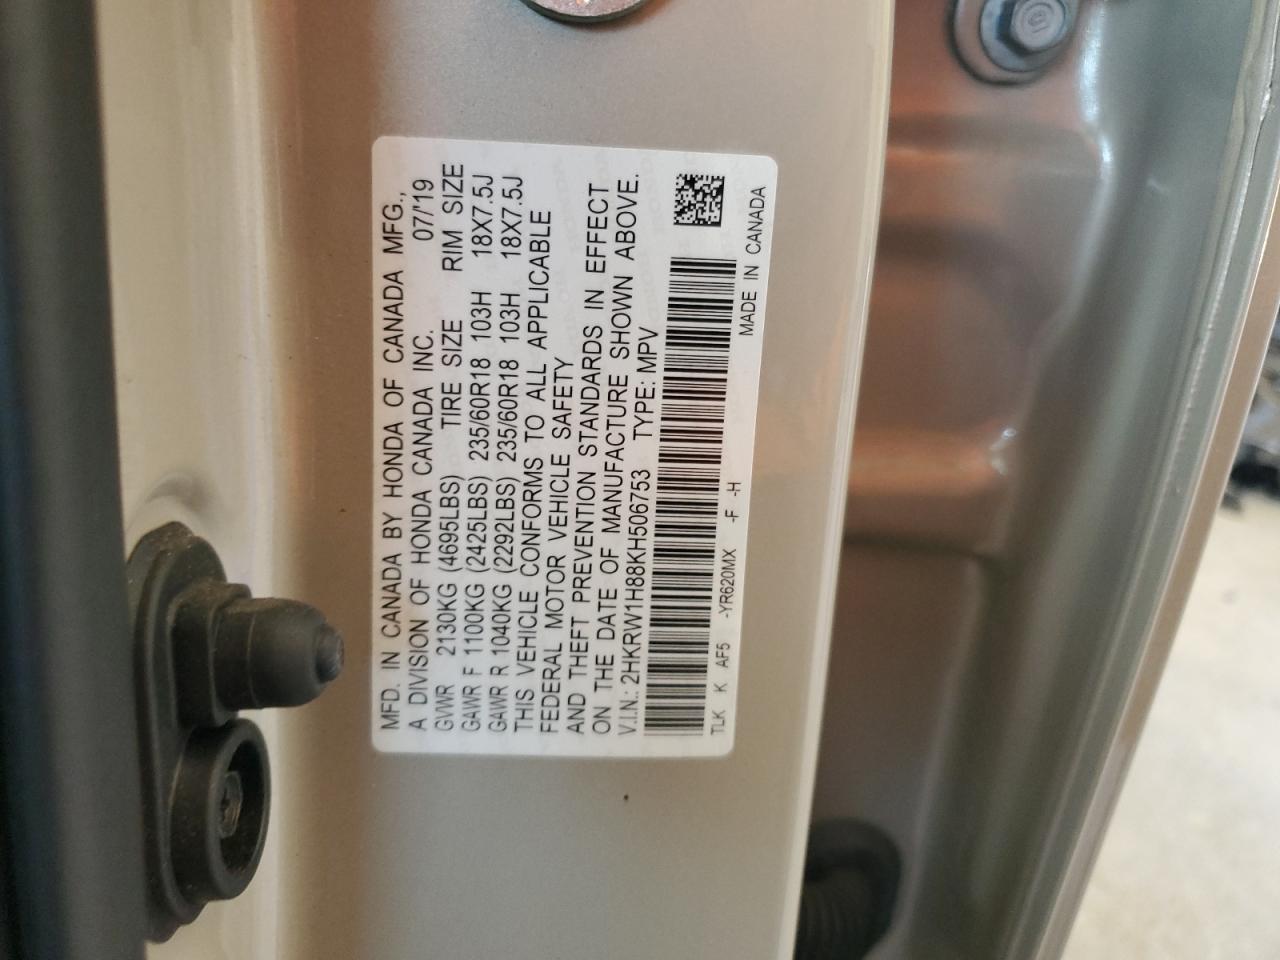 MFD. IN CANADA BY HONDA OF CANADA MFG.,
A DIVISION OF HONDA CANADA INC. 07/'19
GVWR 2130KG (4695LBS) TIRE SIZE RIM SIZE
GAWR F 1100KG (2425LBS) 235/60R18 103H 18X7.5J
GAWR R 1040KG (2292LBS) 235/60R18 103H 18X7.5J
THIS VEHICLE CONFORMS TO ALL APPLICABLE
FEDERAL MOTOR VEHICLE SAFETY
AND THEFT PREVENTION STANDARDS IN EFFECT
ON THE DATE OF MANUFACTURE SHOWN ABOVE.
V.I.N.: 2HKRW1H88KH506753 TYPE: MPV
TLK K AF5 -YR620MX -F -H
MADE IN CANADA